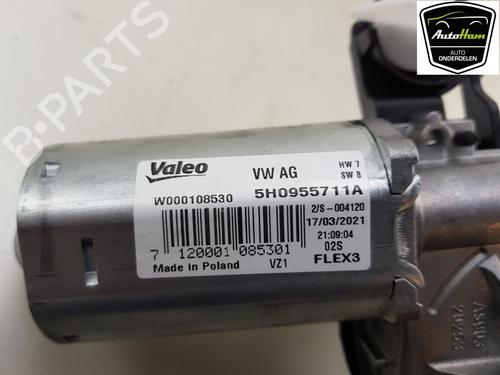 AutoHam
AUTO
ONDERDELEN
B-PARTS
Valeo
VW AG
HW 7
SW 8
W000108530
5H0955711A
2/S-004120
17/03/2021
21:09:04
02S
7 120001 085301
Made in Poland
VZ1
FLEX3